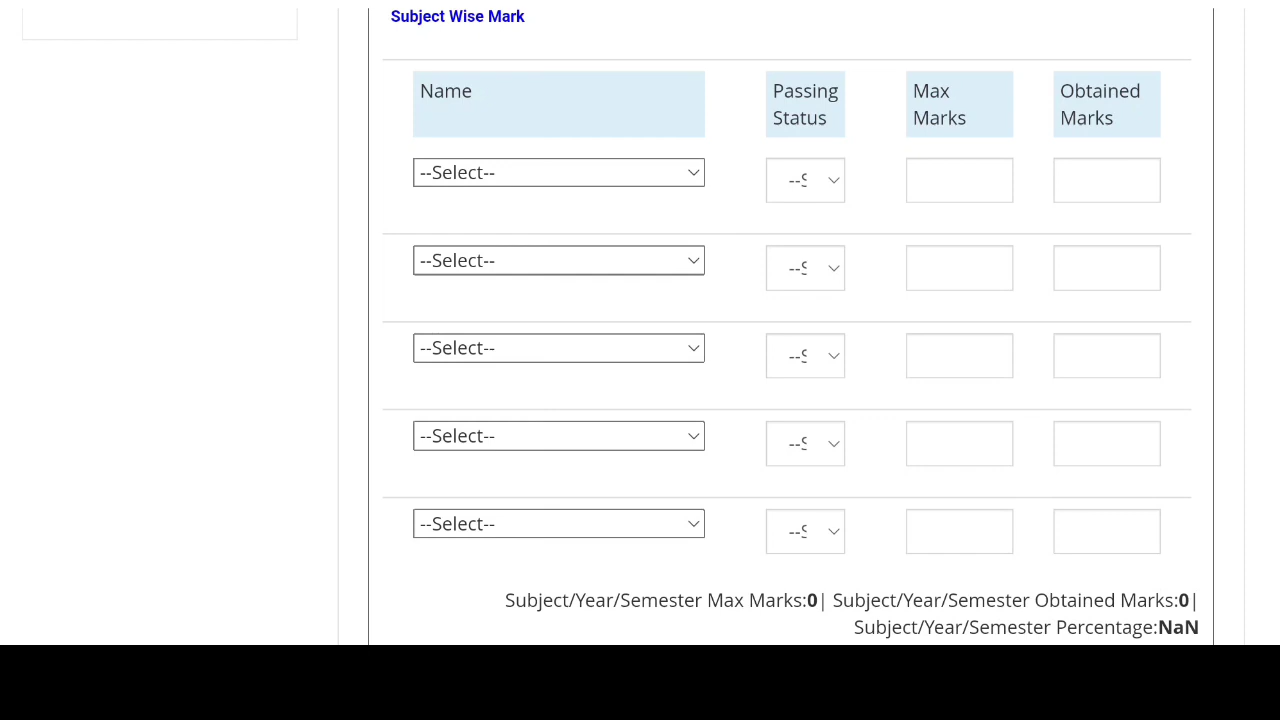 Subject Wise Mark
Name
Passing Status
Max Marks
Obtained Marks
--Select--
--S
--Select--
--S
--Select--
--S
--Select--
--S
--Select--
--S
Subject/Year/Semester Max Marks:0| Subject/Year/Semester Obtained Marks:0|
Subject/Year/Semester Percentage:NaN